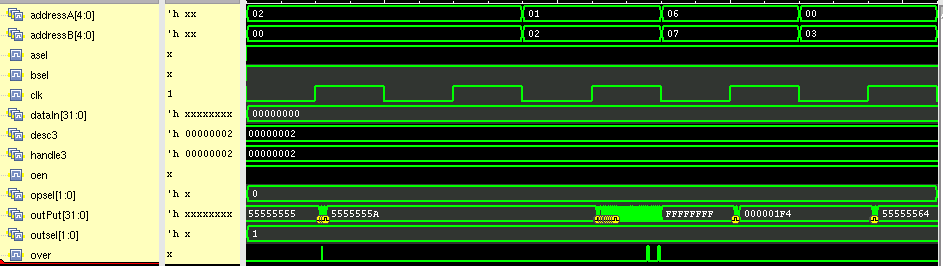 addressA[4:0] 'h xx 02 01 06 00
addressB[4:0] 'h xx 00 02 07 03
asel x
bsel x
clk 1
dataIn[31:0] 'h xxxxxxxx 00000000
desc3 'h 00000002 00000002
handle3 'h 00000002 00000002
oen x
opsel[1:0] 'h x 0
outPut[31:0] 'h xxxxxxxx 55555555 5555555A FFFFFFFF 000001F4 55555564
outsel[1:0] 'h x 1
over x